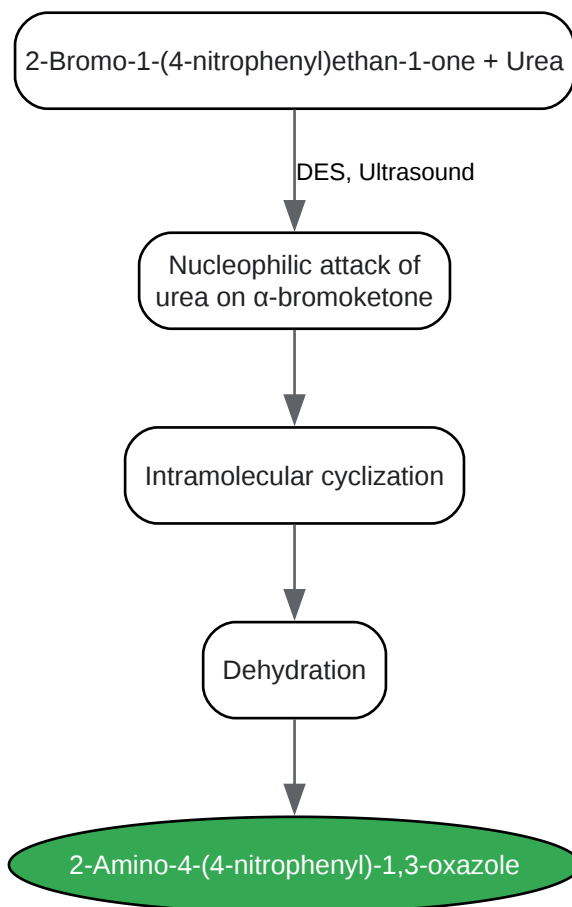 2-Bromo-1-(4-nitrophenyl)ethan-1-one + Urea
DES, Ultrasound
Nucleophilic attack of
urea on α-bromoketone
Intramolecular cyclization
Dehydration
2-Amino-4-(4-nitrophenyl)-1,3-oxazole